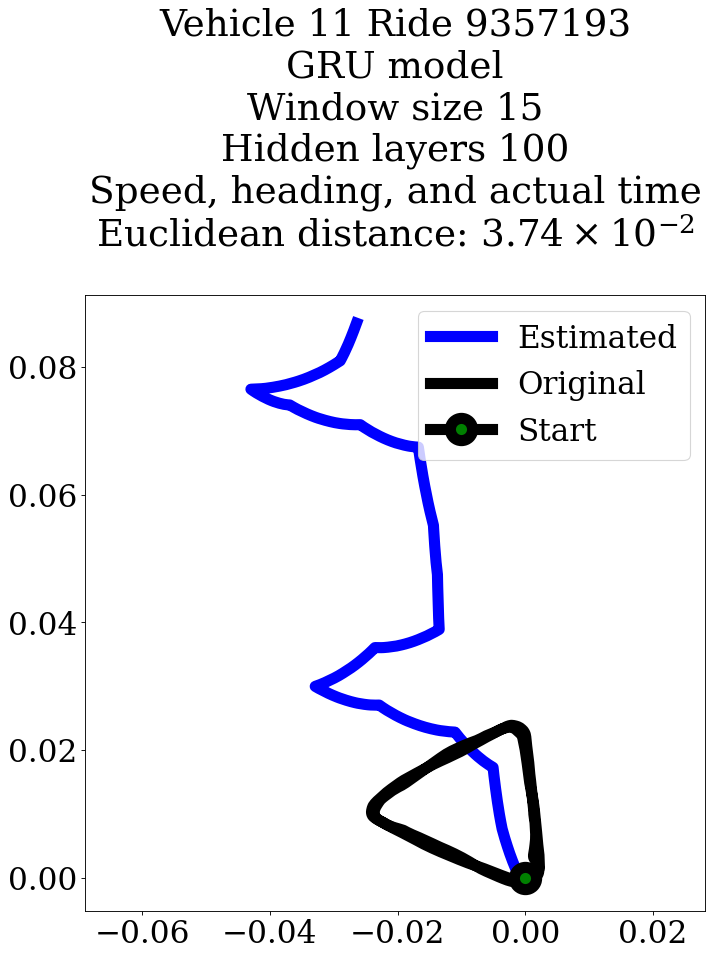 Vehicle 11 Ride 9357193
GRU model
Window size 15
Hidden layers 100
Speed, heading, and actual time
Euclidean distance: 3.74 × 10⁻²
Estimated
Original
Start
0.08
0.06
0.04
0.02
0.00
−0.06 −0.04 −0.02 0.00 0.02